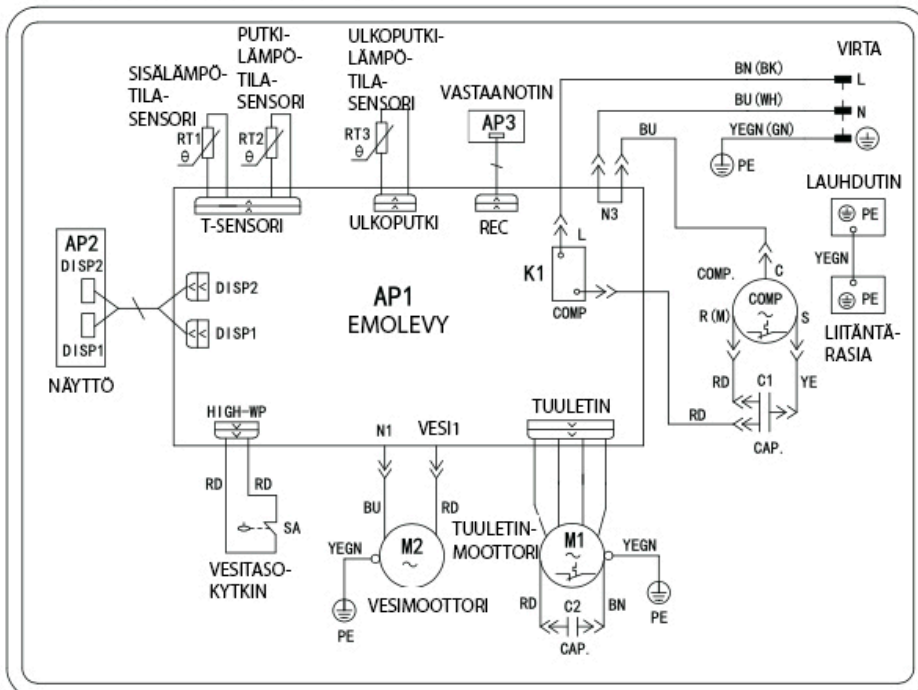 SISÄLÄMPÖ-
TILA-
SENSORI
PUTKI-
LÄMPÖ-
TILA-
SENSORI
ULKOPUTKI-
LÄMPÖ-
TILA-
SENSORI
VASTAANOTIN
AP3
VIRTA
BN (BK)
L
BU (WH)
N
BU
YEGN (GN)
PE
RT1
θ
RT2
θ
RT3
θ
T-SENSORI
ULKOPUTKI
REC
N3
LAUHDUTIN
PE
YEGN
PE
LIITÄNTÄ-
RASIA
AP2
DISP2
DISP1
NÄYTTÖ
DISP2
DISP1
AP1
EMOLEVY
L
K1
COMP
COMP.
C
COMP
~
R (M)
S
RD
C1
YE
RD
CAP.
HIGH-WP
N1
VESI1
TUULETIN
RD
RD
SA
VESITASO-
KYTKIN
BU
RD
YEGN
M2
~
VESIMOOTTORI
PE
TUULETIN-
MOOTTORI
M1
~
YEGN
RD
C2
BN
CAP.
PE